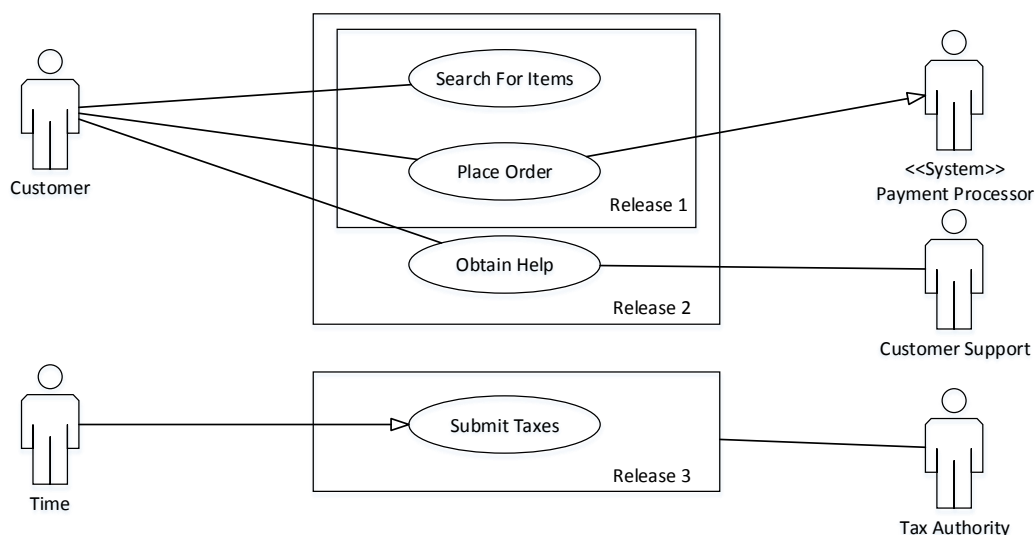 Search For Items
Customer
Place Order
<<System>>
Payment Processor
Release 1
Obtain Help
Release 2
Customer Support
Submit Taxes
Release 3
Time
Tax Authority